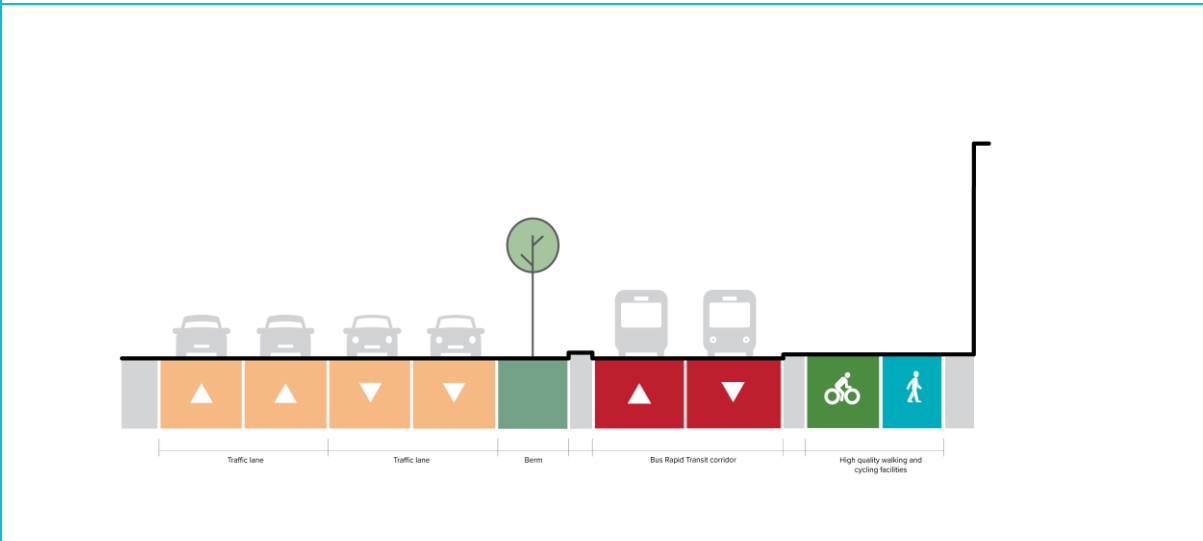 Traffic lane
Traffic lane
Berm
Bus Rapid Transit corridor
High quality walking and
cycling facilities